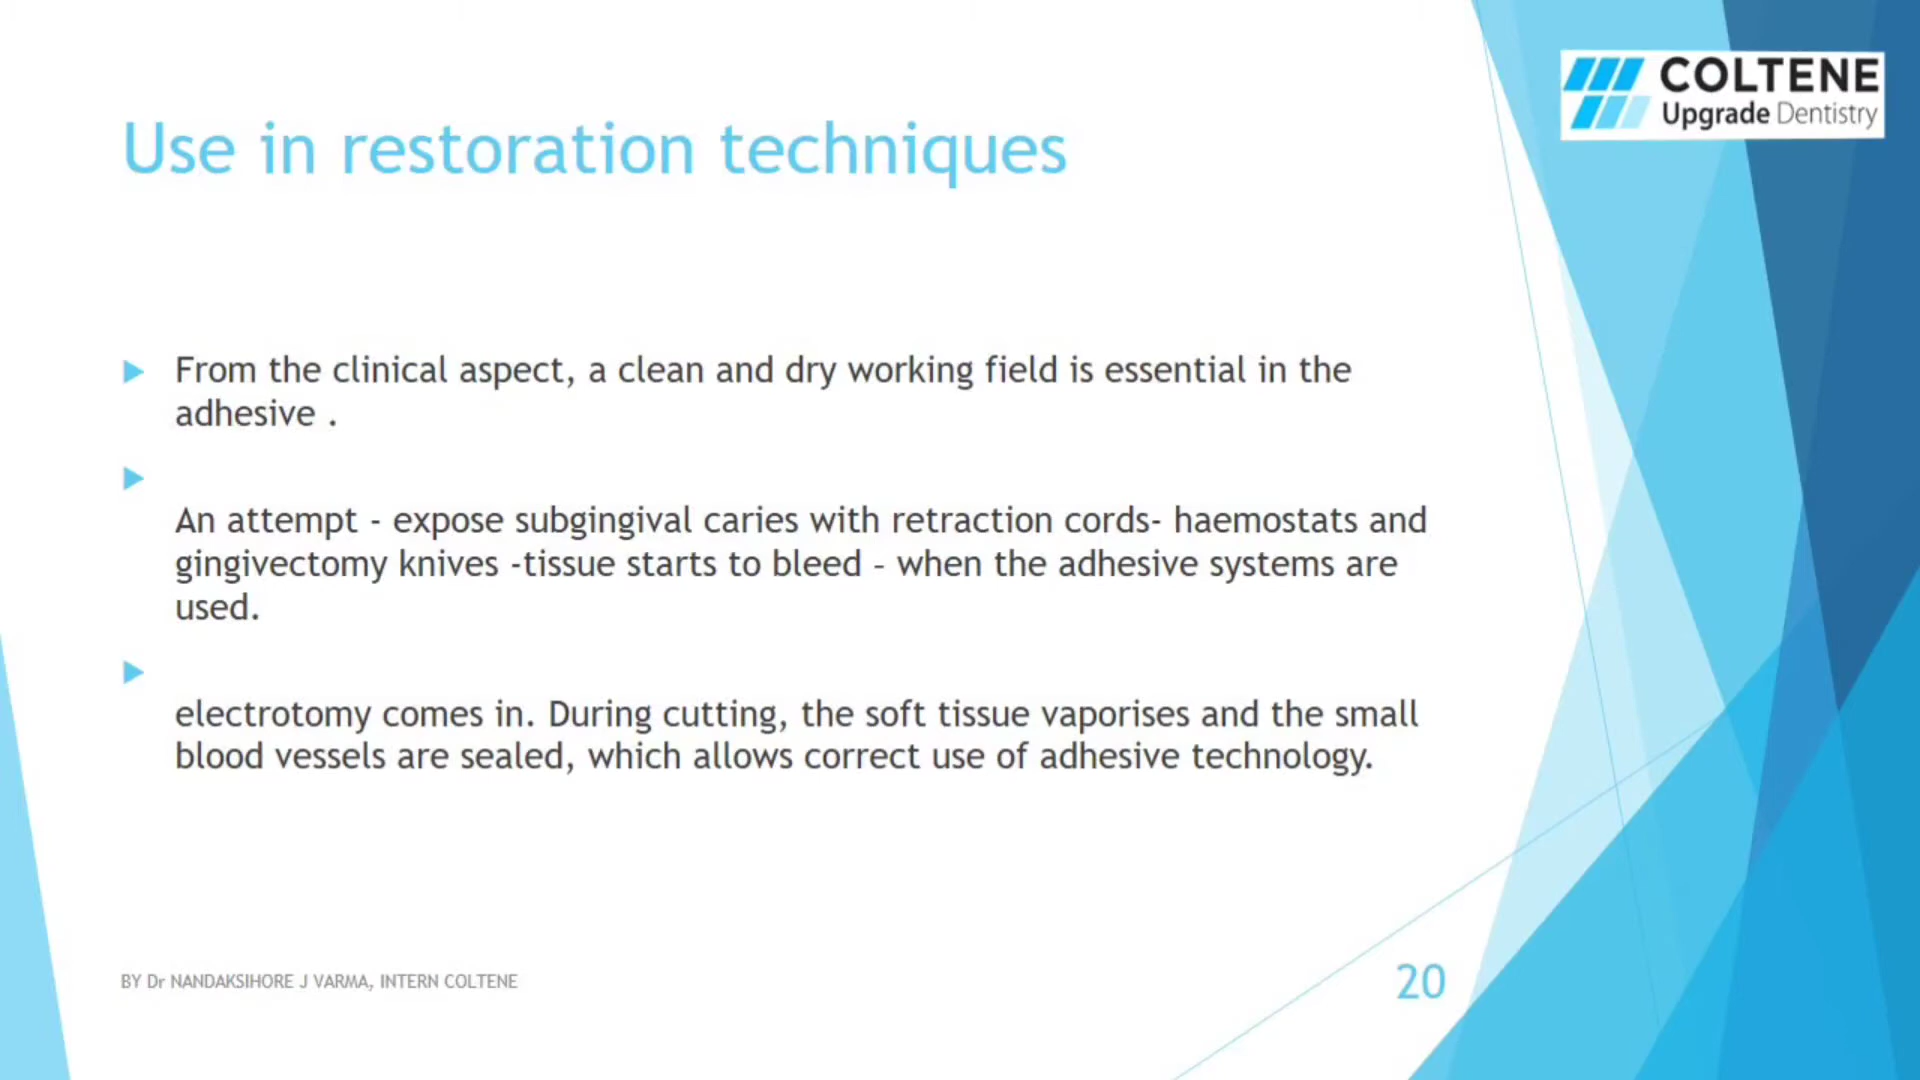 COLTENE
Upgrade Dentistry
Use in restoration techniques
From the clinical aspect, a clean and dry working field is essential in the
adhesive .
An attempt - expose subgingival caries with retraction cords- haemostats and
gingivectomy knives -tissue starts to bleed – when the adhesive systems are
used.
electrotomy comes in. During cutting, the soft tissue vaporises and the small
blood vessels are sealed, which allows correct use of adhesive technology.
BY Dr NANDAKSIHORE J VARMA, INTERN COLTENE
20